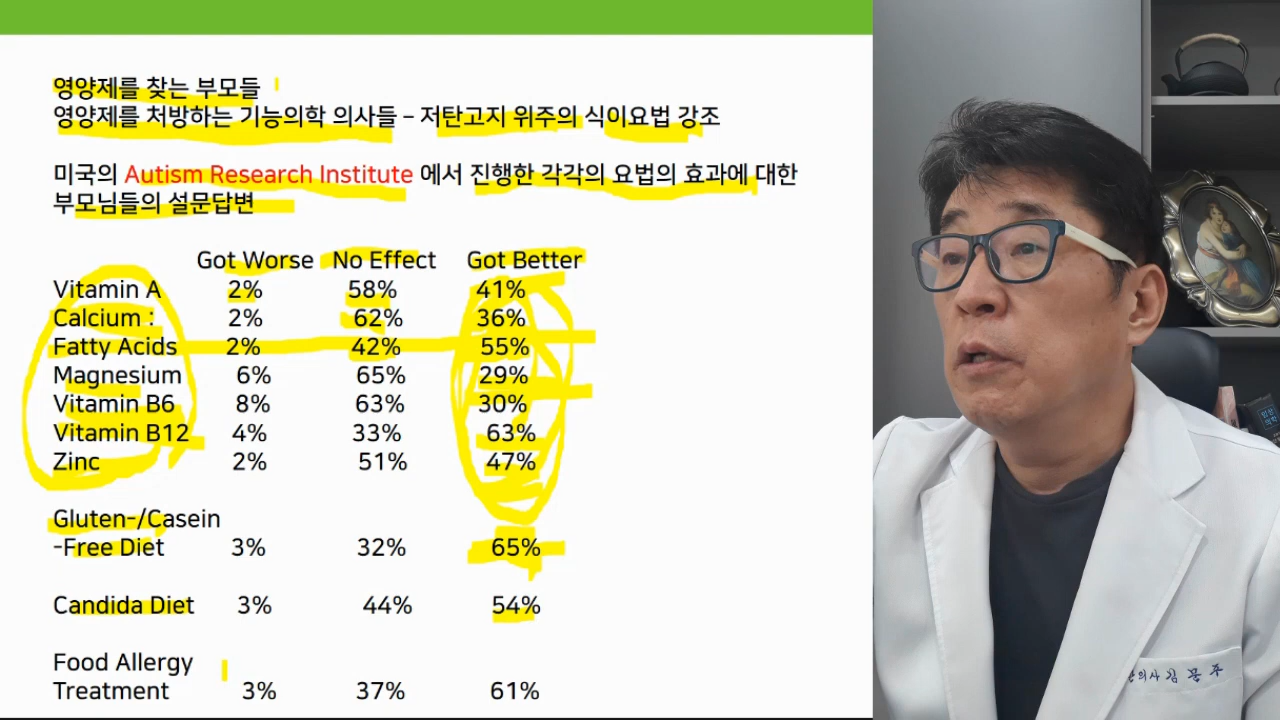 영양제를 찾는 부모들
영양제를 처방하는 기능의학 의사들 – 저탄고지 위주의 식이요법 강조
미국의 Autism Research Institute 에서 진행한 각각의 요법의 효과에 대한
부모님들의 설문답변
Got Worse No Effect Got Better
Vitamin A 2% 58% 41%
Calcium : 2% 62% 36%
Fatty Acids 2% 42% 55%
Magnesium 6% 65% 29%
Vitamin B6 8% 63% 30%
Vitamin B12 4% 33% 63%
Zinc 2% 51% 47%
Gluten-/Casein
-Free Diet 3% 32% 65%
Candida Diet 3% 44% 54%
Food Allergy
Treatment 3% 37% 61%